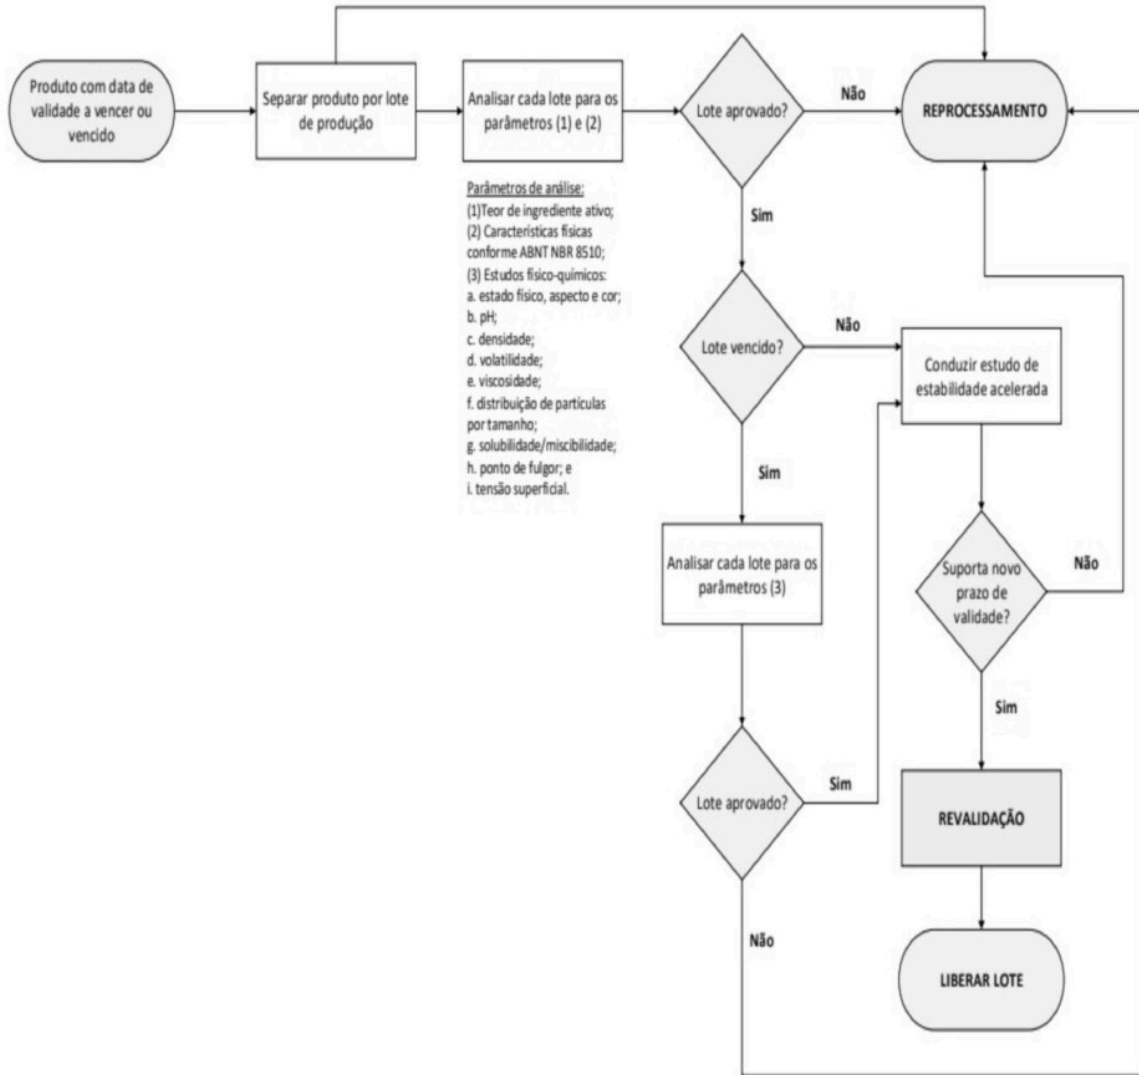 Produto com data de
validade a vencer ou
vencido
Separar produto por lote
de produção
Analisar cada lote para os
parâmetros (1) e (2)
Lote aprovado?
Não
REPROCESSAMENTO
Parâmetros de análise:
(1)Teor de ingrediente ativo;
(2) Características físicas
conforme ABNT NBR 8510;
(3) Estudos físico-químicos:
a. estado físico, aspecto e cor;
b. pH;
c. densidade;
d. volatilidade;
e. viscosidade;
f. distribuição de partículas
por tamanho;
g. solubilidade/miscibilidade;
h. ponto de fulgor; e
i. tensão superficial.
Sim
Lote vencido?
Não
Conduzir estudo de
estabilidade acelerada
Sim
Analisar cada lote para os
parâmetros (3)
Suporta novo
prazo de
validade?
Não
Sim
Lote aprovado?
Sim
REVALIDAÇÃO
Não
LIBERAR LOTE